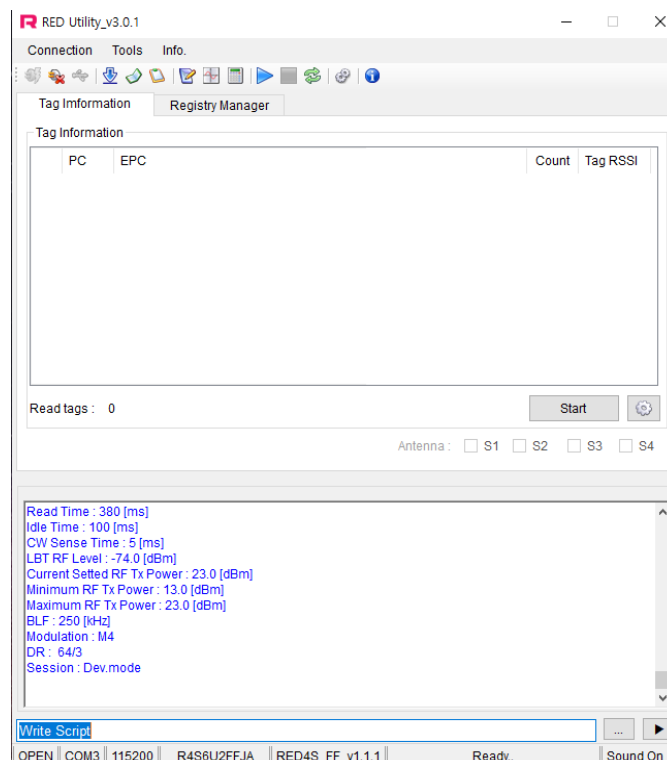 RED Utility_v3.0.1
Connection Tools Info.
Tag Imformation Registry Manager
Tag Information
PC EPC Count Tag RSSI
Read tags : 0 Start
Antenna : S1 S2 S3 S4
Read Time : 380 [ms]
Idle Time : 100 [ms]
CW Sense Time : 5 [ms]
LBT RF Level : -74.0 [dBm]
Current Setted RF Tx Power : 23.0 [dBm]
Minimum RF Tx Power : 13.0 [dBm]
Maximum RF Tx Power : 23.0 [dBm]
BLF : 250 [kHz]
Modulation : M4
DR : 64/3
Session : Dev.mode
Write Script ...
OPEN COM3 115200 R4S6U2FFJA RED4S_FF_v1.1.1 Ready.. Sound On